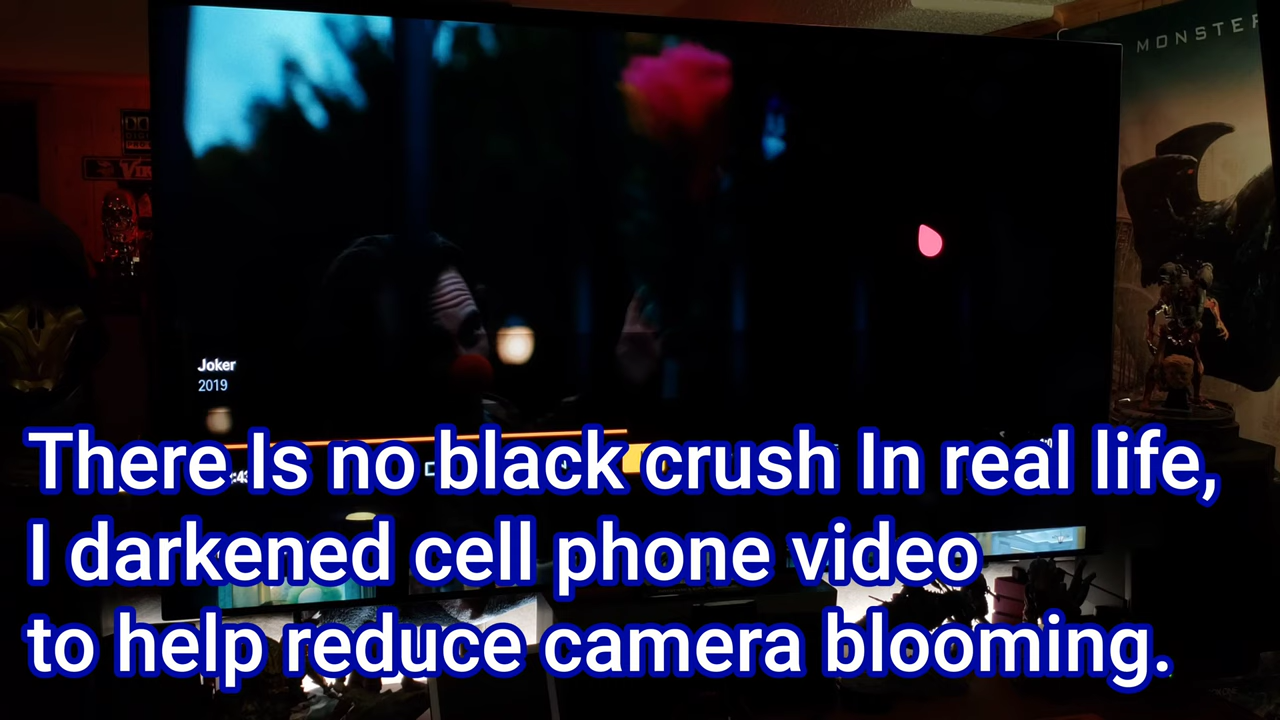 MONSTER
Joker
2019
There Is no black crush In real life,
I darkened cell phone video
to help reduce camera blooming.